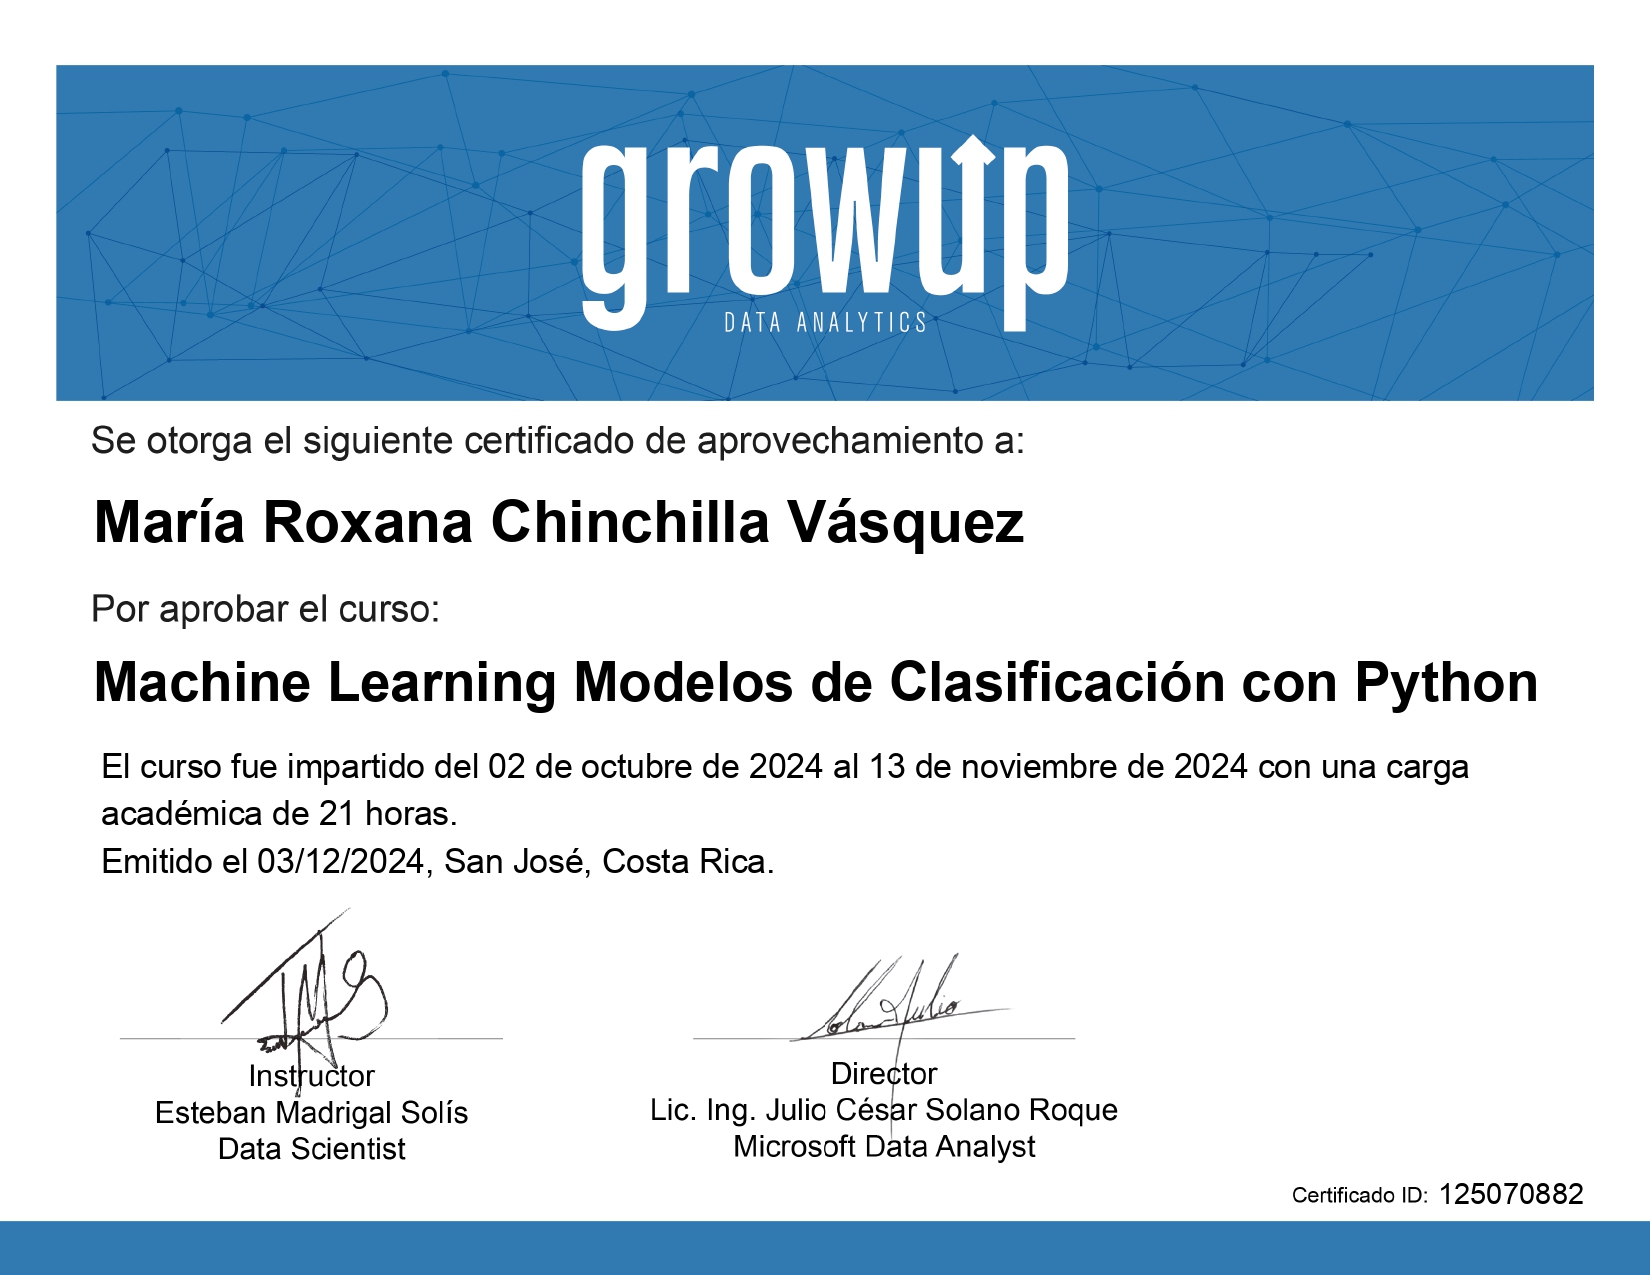 growup
DATA ANALYTICS
Se otorga el siguiente certificado de aprovechamiento a:
María Roxana Chinchilla Vásquez
Por aprobar el curso:
Machine Learning Modelos de Clasificación con Python
El curso fue impartido del 02 de octubre de 2024 al 13 de noviembre de 2024 con una carga
académica de 21 horas.
Emitido el 03/12/2024, San José, Costa Rica.
Instructor
Esteban Madrigal Solís
Data Scientist
Director
Lic. Ing. Julio César Solano Roque
Microsoft Data Analyst
Certificado ID: 125070882